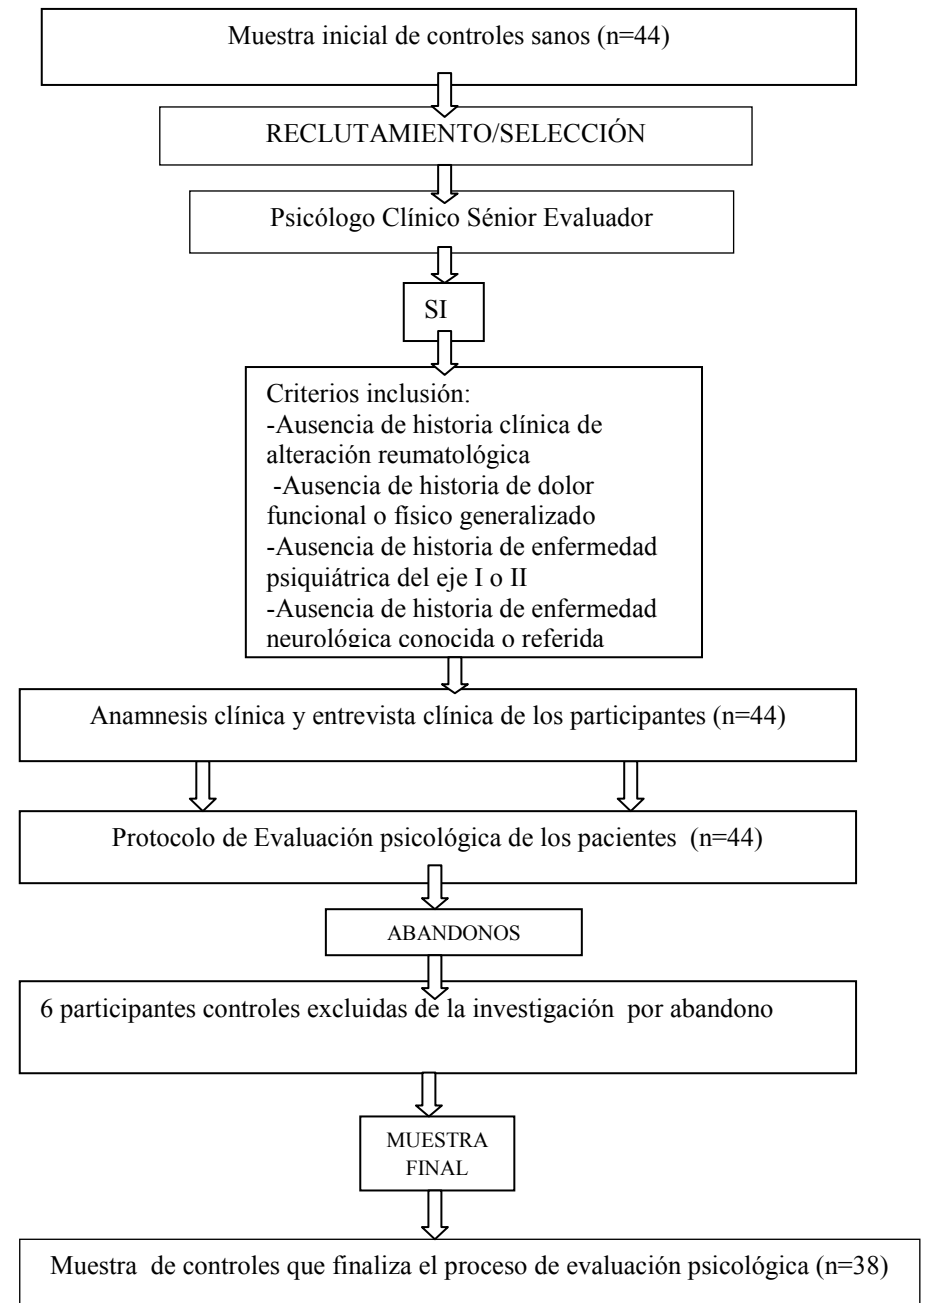 Muestra inicial de controles sanos (n=44)
RECLUTAMIENTO/SELECCIÓN
Psicólogo Clínico Sénior Evaluador
SI
Criterios inclusión:
-Ausencia de historia clínica de
alteración reumatológica
-Ausencia de historia de dolor
funcional o físico generalizado
-Ausencia de historia de enfermedad
psiquiátrica del eje I o II
-Ausencia de historia de enfermedad
neurológica conocida o referida
Anamnesis clínica y entrevista clínica de los participantes (n=44)
Protocolo de Evaluación psicológica de los pacientes (n=44)
ABANDONOS
6 participantes controles excluidas de la investigación por abandono
MUESTRA
FINAL
Muestra de controles que finaliza el proceso de evaluación psicológica (n=38)